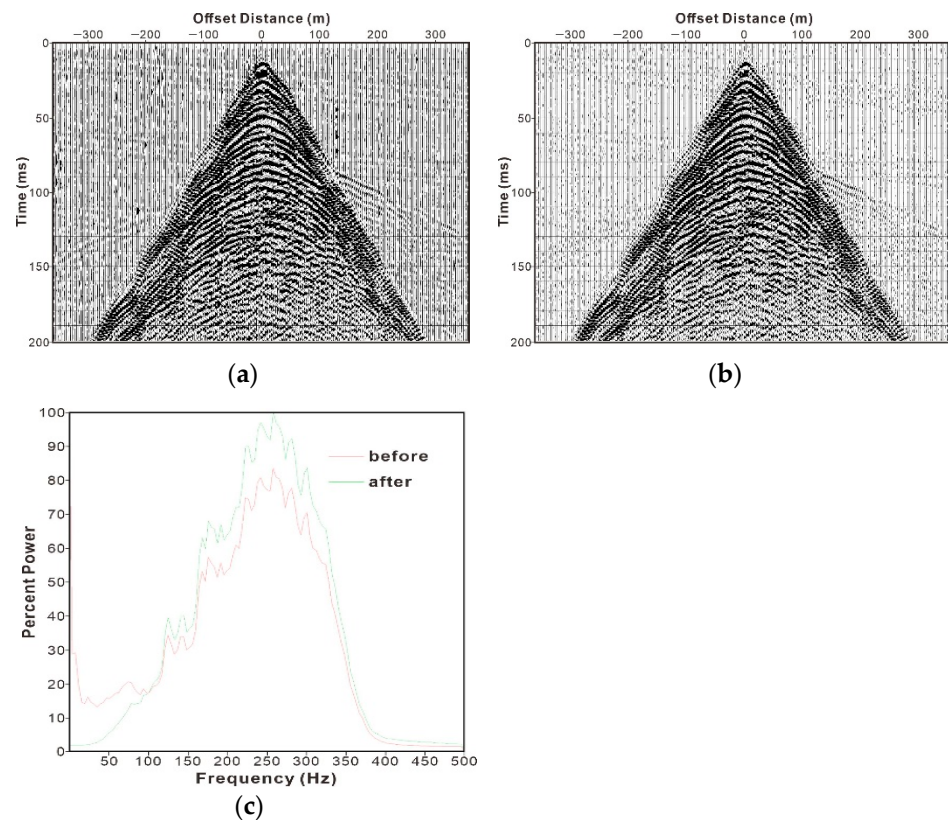 Offset Distance (m)
−300 −200 −100 0 100 200 300
0
50
100
150
200
Time (ms)
(a)
Offset Distance (m)
−300 −200 −100 0 100 200 300
0
50
100
150
200
Time (ms)
(b)
100
90
80
70
60
50
40
30
20
10
0
Percent Power
before
after
50 100 150 200 250 300 350 400 450 500
Frequency (Hz)
(c)